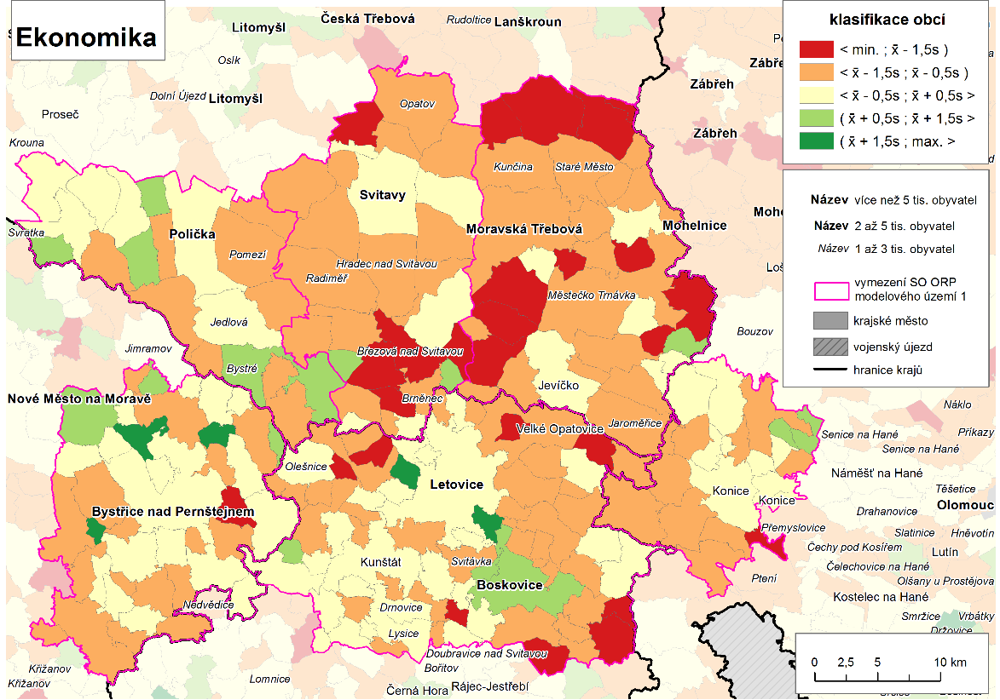 Ekonomika
Litomyšl
Česká Třebová
Rudoltice
Lanškroun
klasifikace obcí
< min. ; x̄ - 1,5s )
< x̄ - 1,5s ; x̄ - 0,5s )
< x̄ - 0,5s ; x̄ + 0,5s >
( x̄ + 0,5s ; x̄ + 1,5s >
( x̄ + 1,5s ; max. >
Osík
Dolní Újezd
Litomyšl
Proseč
Krouna
Opatov
Zábřeh
Zábřeh
Kunčina
Staré Město
Svitavy
Název více než 5 tis. obyvatel
Název 2 až 5 tis. obyvatel
Název 1 až 3 tis. obyvatel
vymezení SO ORP
modelového území 1
krajské město
vojenský újezd
hranice krajů
Svratka
Polička
Pomezí
Moravská Třebová
Mohelnice
Hradec nad Svitavou
Radiměř
Městečko Trnávka
Jedlová
Jimramov
Bystré
Březová nad Svitavou
Bouzov
Jevíčko
Nové Město na Moravě
Brněnec
Jaroměřice
Velké Opatovice
Náklo
Příkazy
Senice na Hané
Senice na Hané
Olešnice
Letovice
Náměšť na Hané
Konice
Konice
Těšetice
Olomouc
Bystřice nad Pernštejnem
Drahanovice
Přemyslovice
Slatinice
Hněvotín
Čechy pod Kosířem
Lutín
Kunštát
Svitávka
Boskovice
Čelechovice na Hané
Ptení
Olšany u Prostějova
Kostelec na Hané
Nedvědice
Drnovice
Lysice
Smržice
Vrbátky
Držovice
Doubravice nad Svitavou
Bořitov
Křižanov
Křižanov
Lomnice
Černá Hora
Rájec-Jestřebí
0 2,5 5 10 km